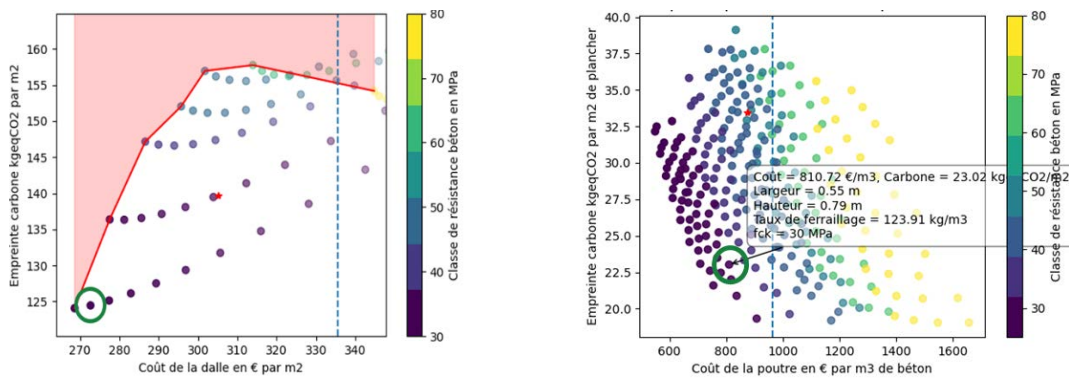 Empreinte carbone kgeqCO2 par m2
160
155
150
145
140
135
130
125
270 280 290 300 310 320 330 340
Coût de la dalle en € par m2
80
70
60
50
40
30
Classe de résistance béton en MPa
Empreinte carbone kgeqCO2 par m2 de plancher
40.0
37.5
35.0
32.5
30.0
27.5
25.0
22.5
20.0
Coût = 810.72 €/m3, Carbone = 23.02 kgeqCO2/m2
Largeur = 0.55 m
Hauteur = 0.79 m
Taux de ferraillage = 123.91 kg/m3
fck = 30 MPa
600 800 1000 1200 1400 1600
Coût de la poutre en € par m3 de béton
80
70
60
50
40
30
Classe de résistance béton en MPa